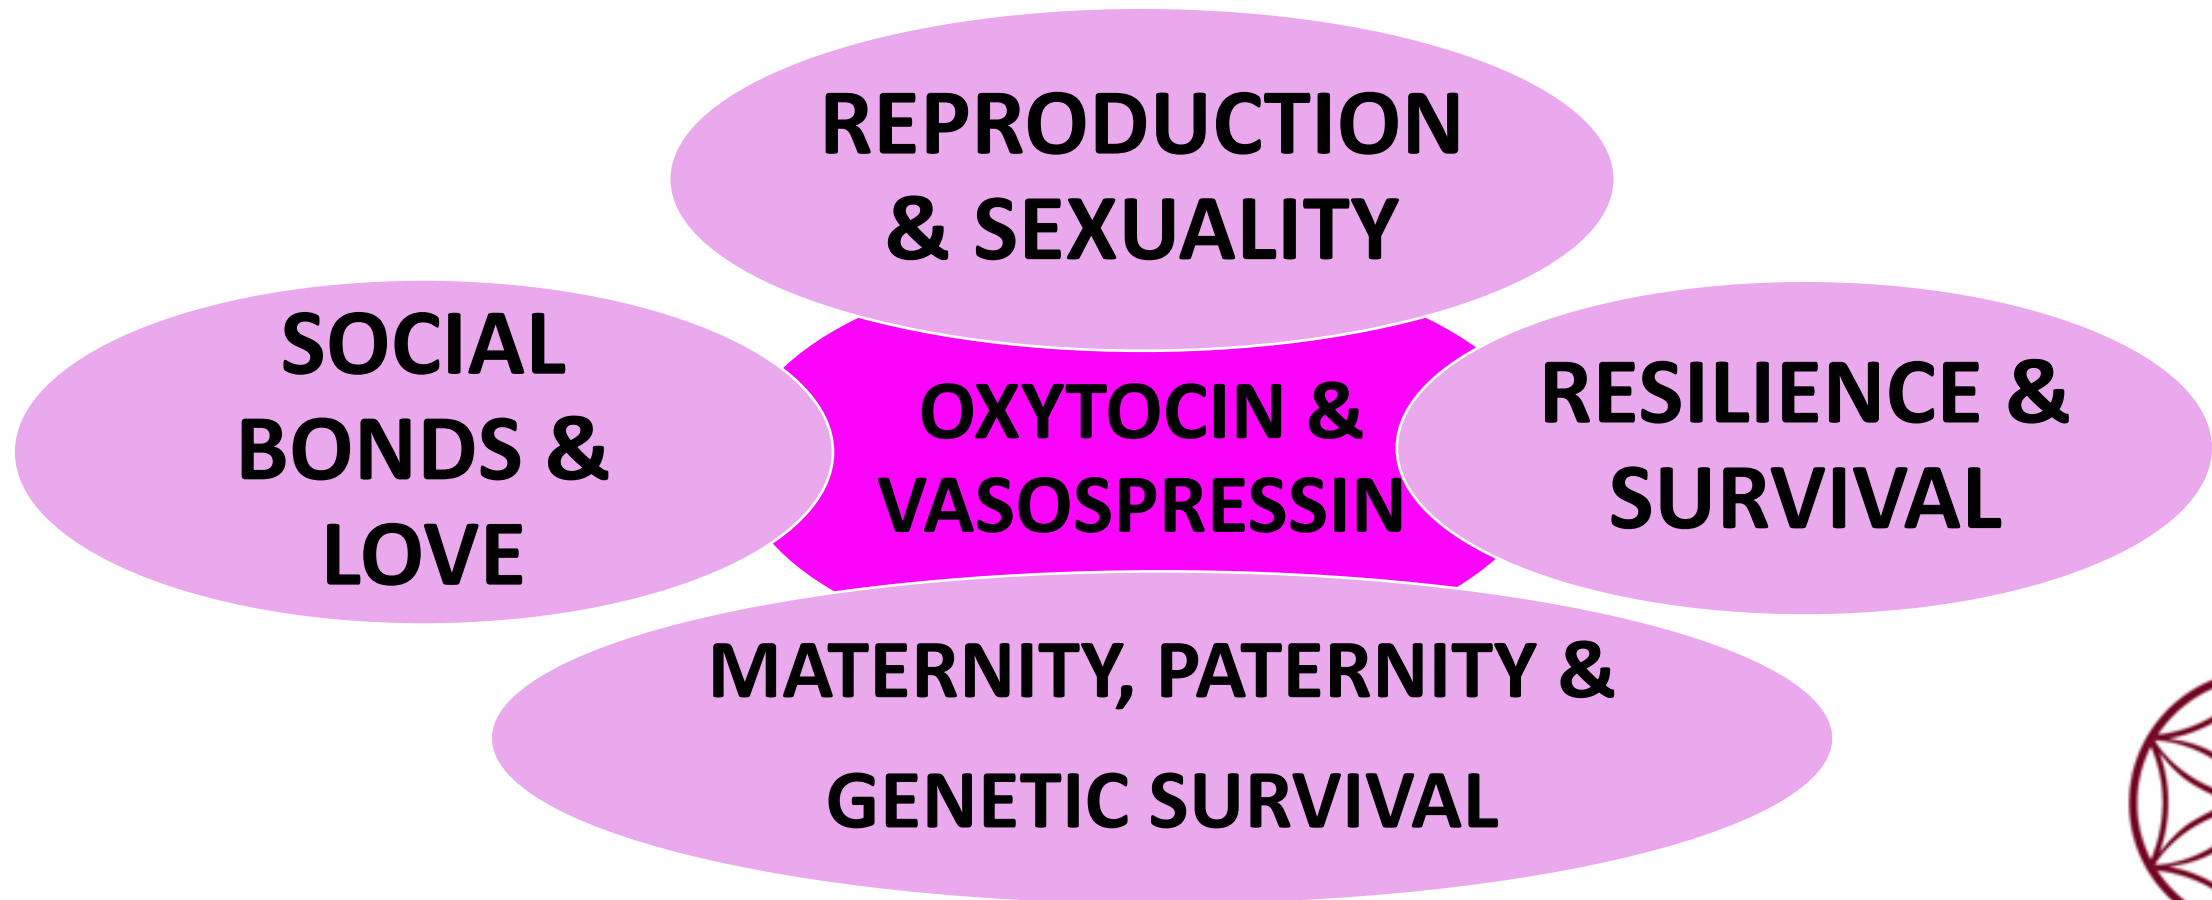 REPRODUCTION
& SEXUALITY
SOCIAL
BONDS &
LOVE
OXYTOCIN &
VASOSPRESSIN
RESILIENCE &
SURVIVAL
MATERNITY, PATERNITY &
GENETIC SURVIVAL